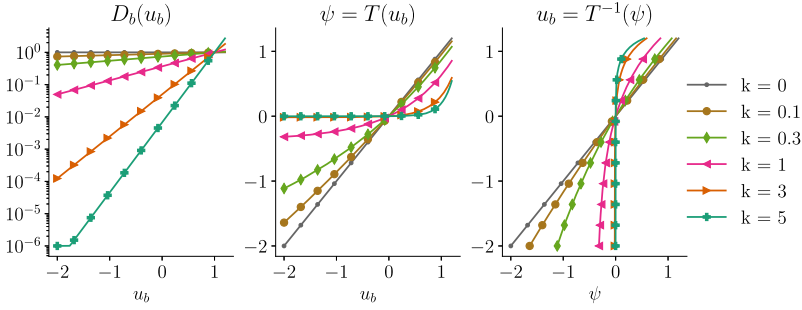 D_b(u_b)
10^0
10^−1
10^−2
10^−3
10^−4
10^−5
10^−6
−2 −1 0 1
u_b
ψ = T(u_b)
1
0
−1
−2
−2 −1 0 1
u_b
u_b = T^−1(ψ)
1
0
−1
−2
−2 −1 0 1
ψ
k = 0
k = 0.1
k = 0.3
k = 1
k = 3
k = 5